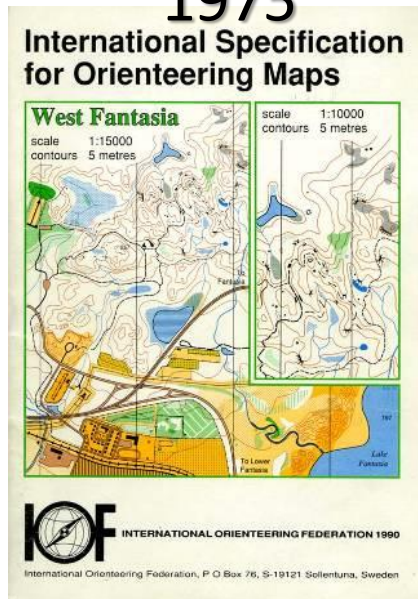 1975
International Specification
for Orienteering Maps
West Fantasia
scale 1:15000
contours 5 metres
scale 1:10000
contours 5 metres
To
Fantasia
To Lower
Fantasia
Lake
Fantasia
IOF
INTERNATIONAL ORIENTEERING FEDERATION 1990
International Orienteering Federation, P O Box 76, S-19121 Sollentuna, Sweden